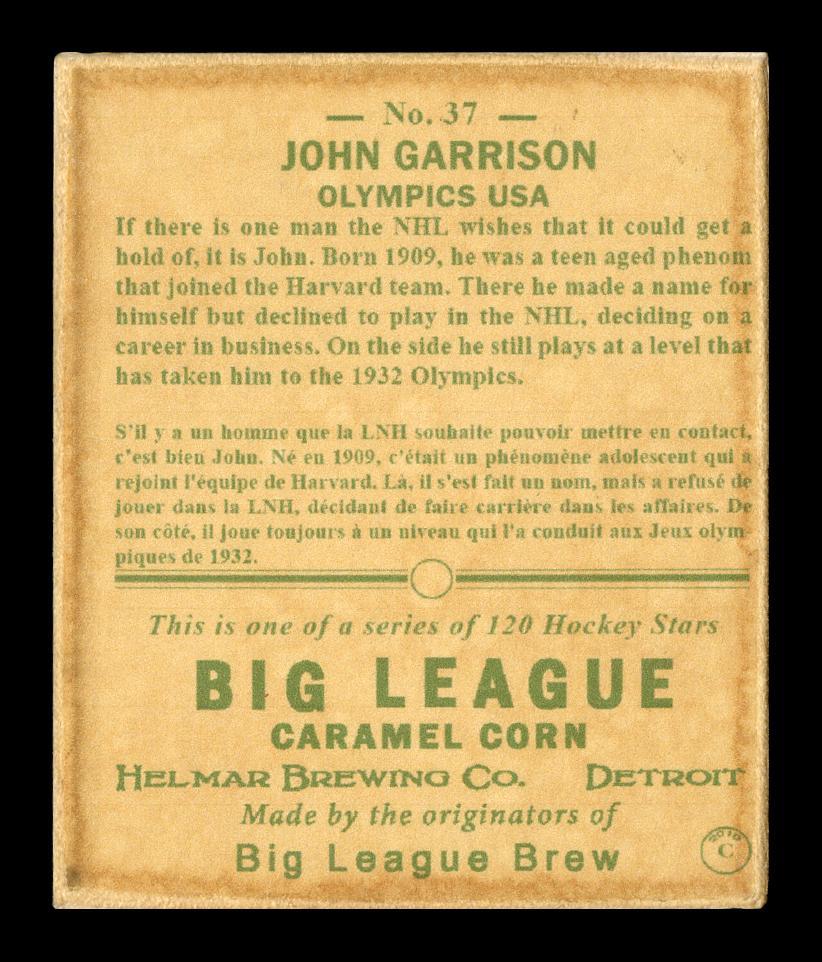 — No. 37 —
JOHN GARRISON
OLYMPICS USA
If there is one man the NHL wishes that it could get a
hold of, it is John. Born 1909, he was a teen aged phenom
that joined the Harvard team. There he made a name for
himself but declined to play in the NHL, deciding on a
career in business. On the side he still plays at a level that
has taken him to the 1932 Olympics.
S'il y a un homme que la LNH souhaite pouvoir mettre en contact,
c'est bien John. Né en 1909, c'était un phénomène adolescent qui a
rejoint l'équipe de Harvard. Là, il s'est fait un nom, mais a refusé de
jouer dans la LNH, décidant de faire carrière dans les affaires. De
son côté, il joue toujours à un niveau qui l'a conduit aux Jeux olym-
piques de 1932.
This is one of a series of 120 Hockey Stars
BIG LEAGUE
CARAMEL CORN
HELMAR BREWING CO. DETROIT
Made by the originators of
Big League Brew
C